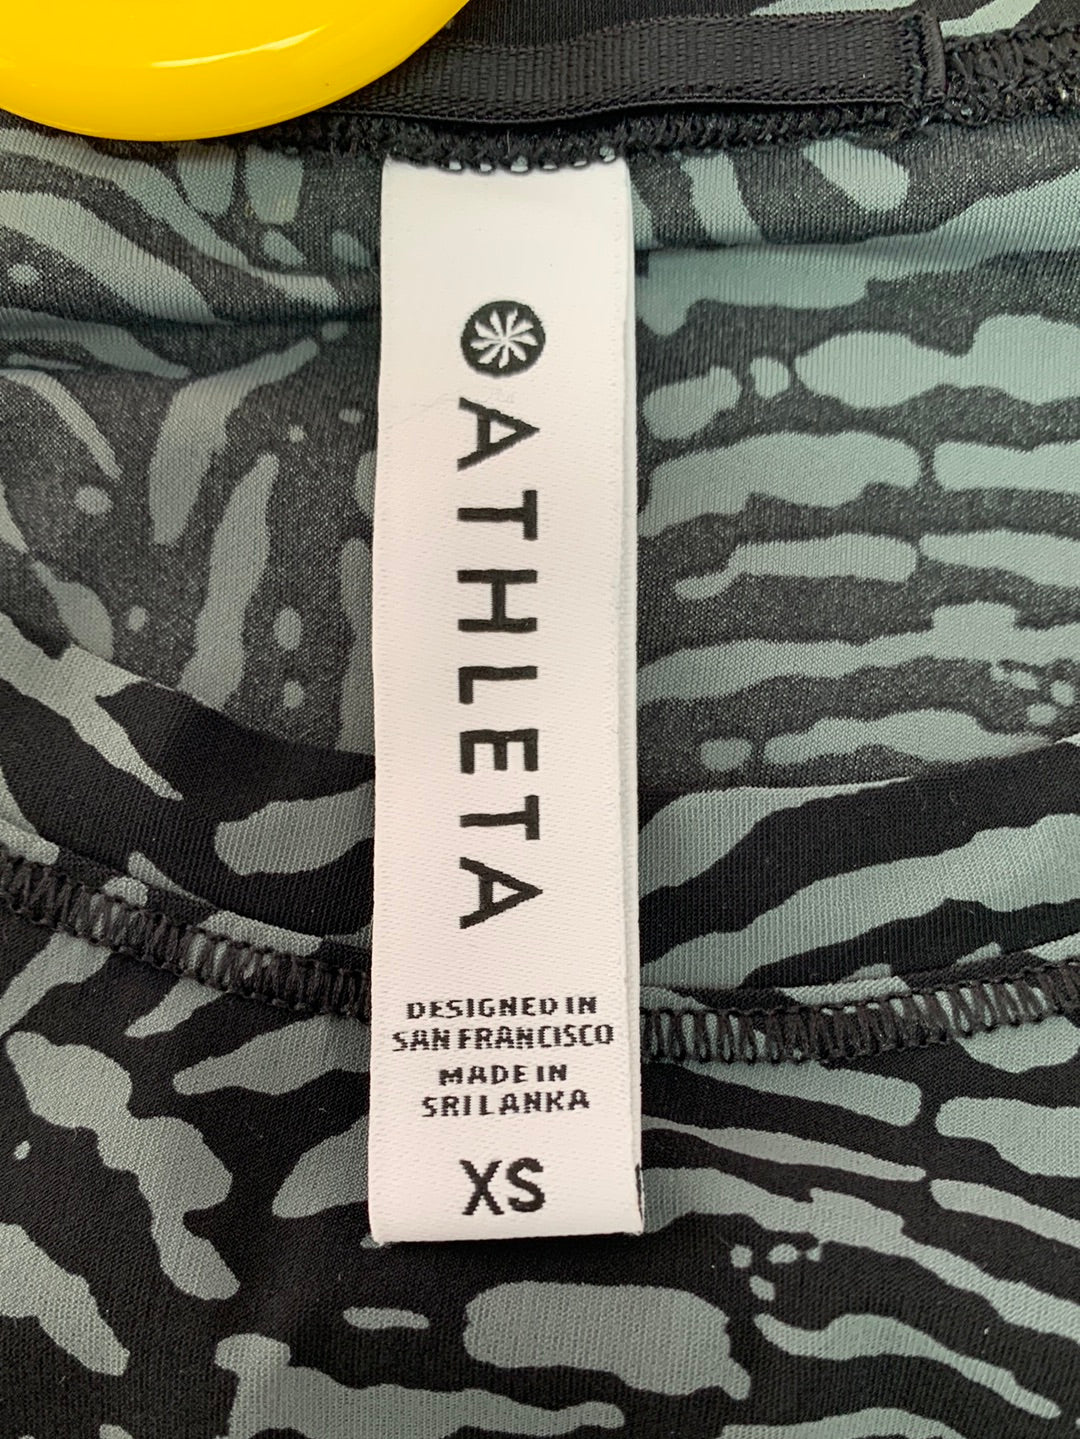 ATHLETA
DESIGNED IN
SAN FRANCISCO
MADE IN
SRI LANKA
XS